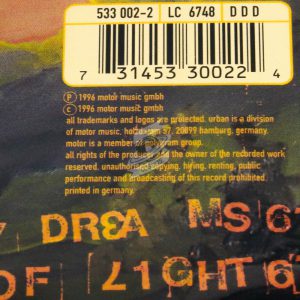 533 002-2 LC 6748 D D D
7 31453 30022 4
℗ 1996 motor music gmbh
© 1996 motor music gmbh
all trademarks and logos are protected. urban is a division
of motor music, 20099 hamburg, germany.
motor is a member of polygram group.
all rights of the producer and the owner of the recorded work
reserved. unauthorised copying, hiring, renting, public
performance and broadcasting of this record prohibited.
printed in germany.
DREA MS 6
OF LIGHT 6